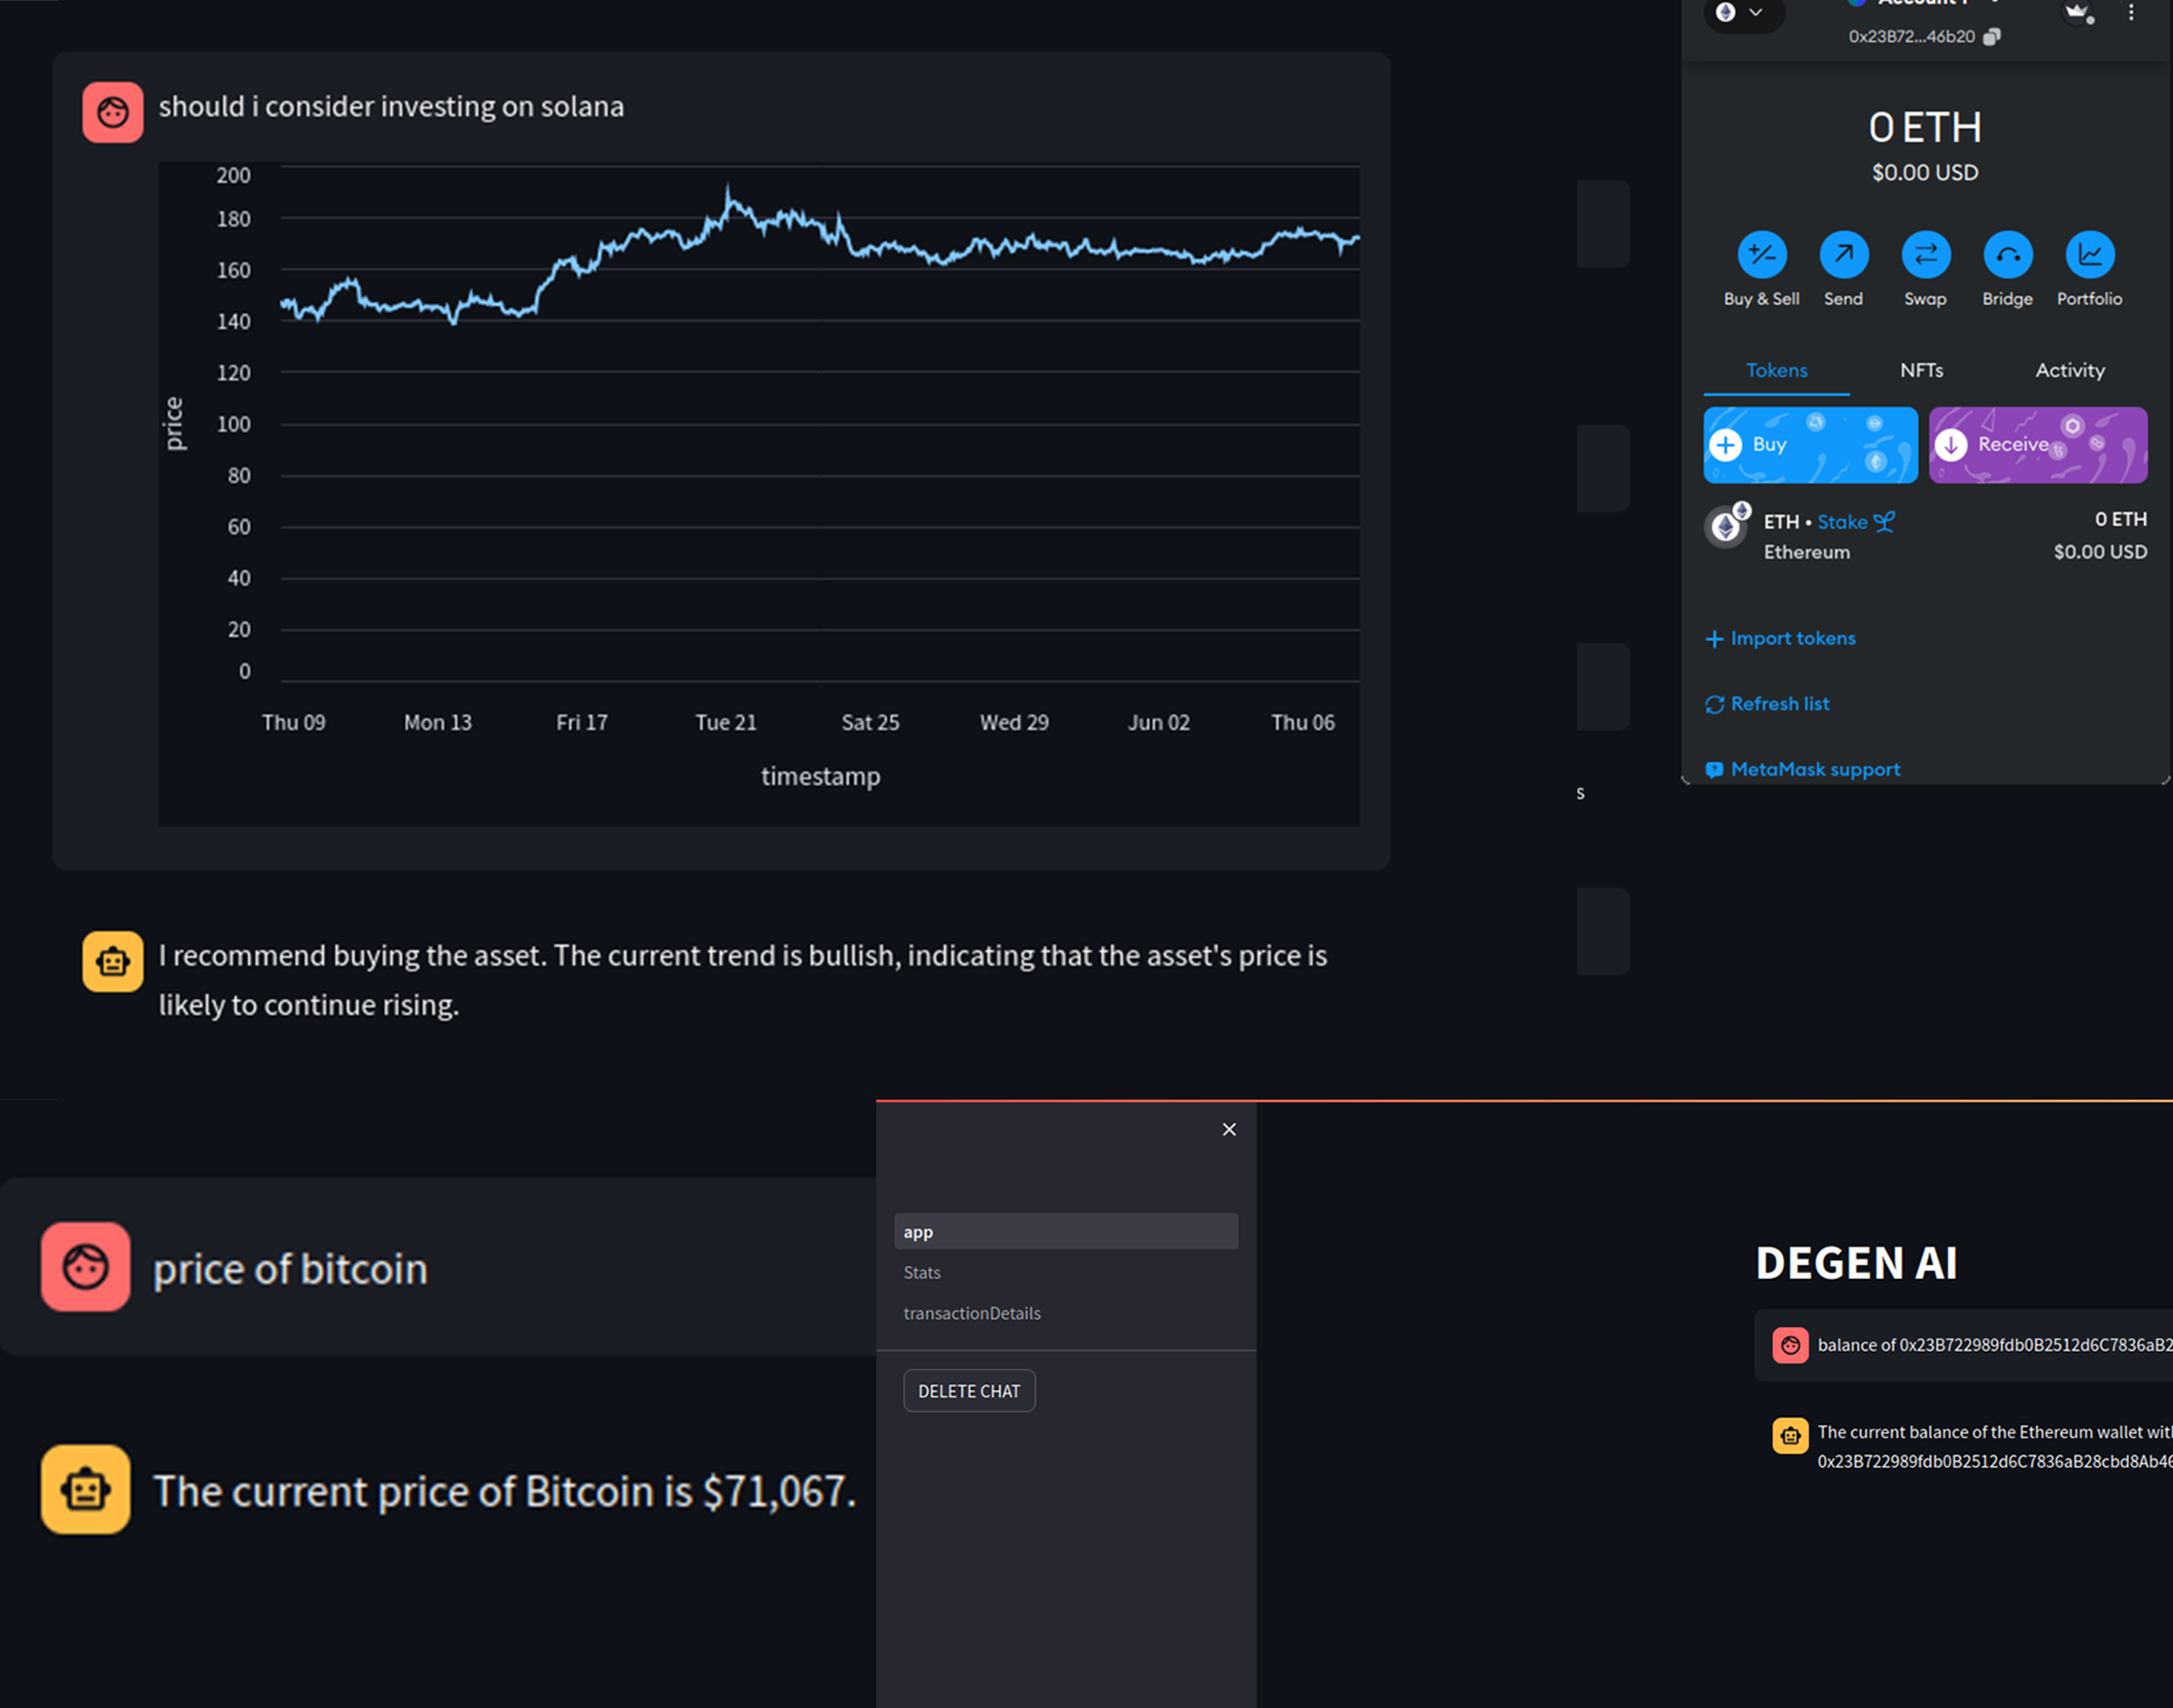 should i consider investing on solana
200
180
160
140
120
100
80
60
40
20
0
price
Thu 09 Mon 13 Fri 17 Tue 21 Sat 25 Wed 29 Jun 02 Thu 06
timestamp
I recommend buying the asset. The current trend is bullish, indicating that the asset's price is
likely to continue rising.
s
0x23B72...46b20
0 ETH
$0.00 USD
Buy & Sell Send Swap Bridge Portfolio
Tokens NFTs Activity
Buy Receive
ETH • Stake 0 ETH
Ethereum $0.00 USD
+ Import tokens
Refresh list
MetaMask support
price of bitcoin
The current price of Bitcoin is $71,067.
app
Stats
transactionDetails
DELETE CHAT
DEGEN AI
balance of 0x23B722989fdb0B2512d6C7836aB2
The current balance of the Ethereum wallet with
0x23B722989fdb0B2512d6C7836aB28cbd8Ab46